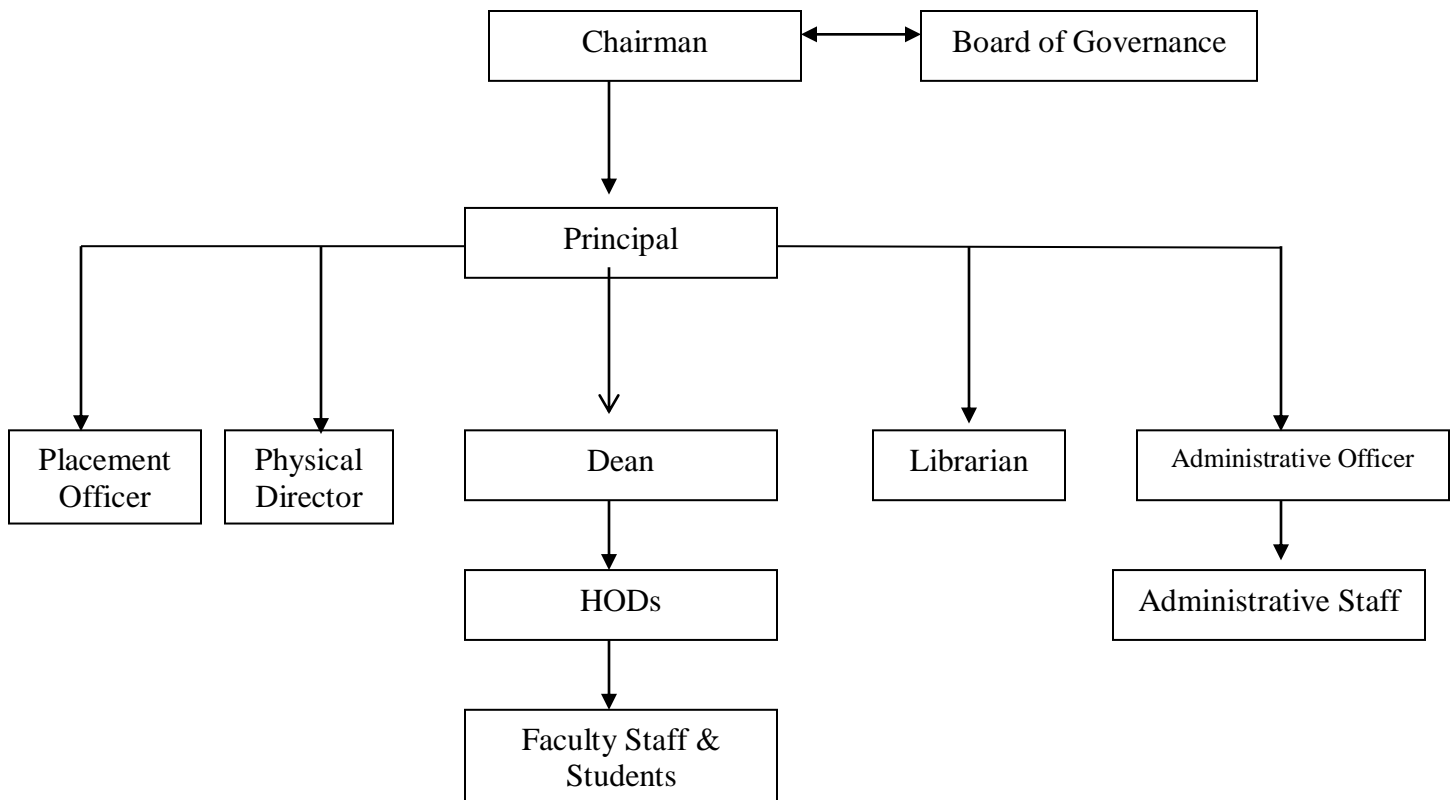 Chairman
Board of Governance
Principal
Placement
Officer
Physical
Director
Dean
Librarian
Administrative Officer
HODs
Administrative Staff
Faculty Staff &
Students